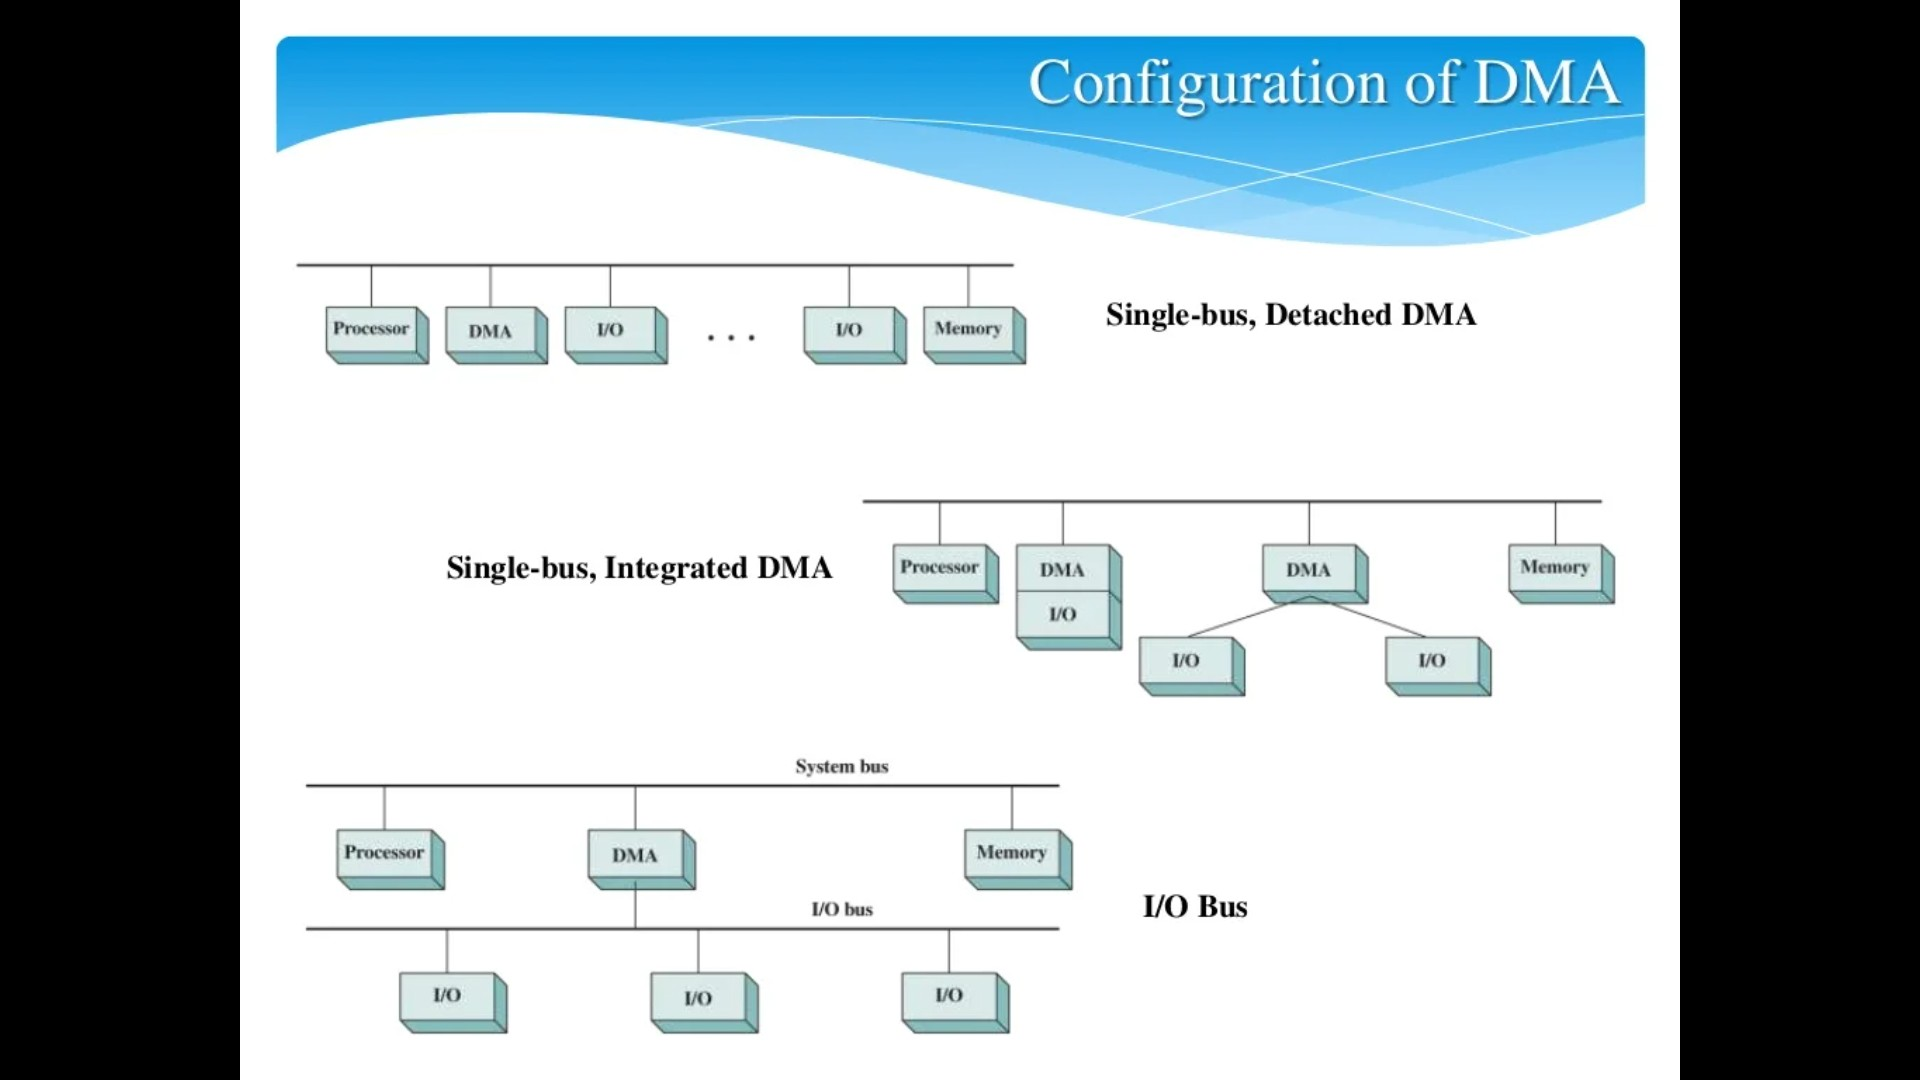 Configuration of DMA
Processor
DMA
I/O
. . .
I/O
Memory
Single-bus, Detached DMA
Single-bus, Integrated DMA
Processor
DMA
I/O
DMA
Memory
I/O
I/O
System bus
Processor
DMA
Memory
I/O bus
I/O Bus
I/O
I/O
I/O